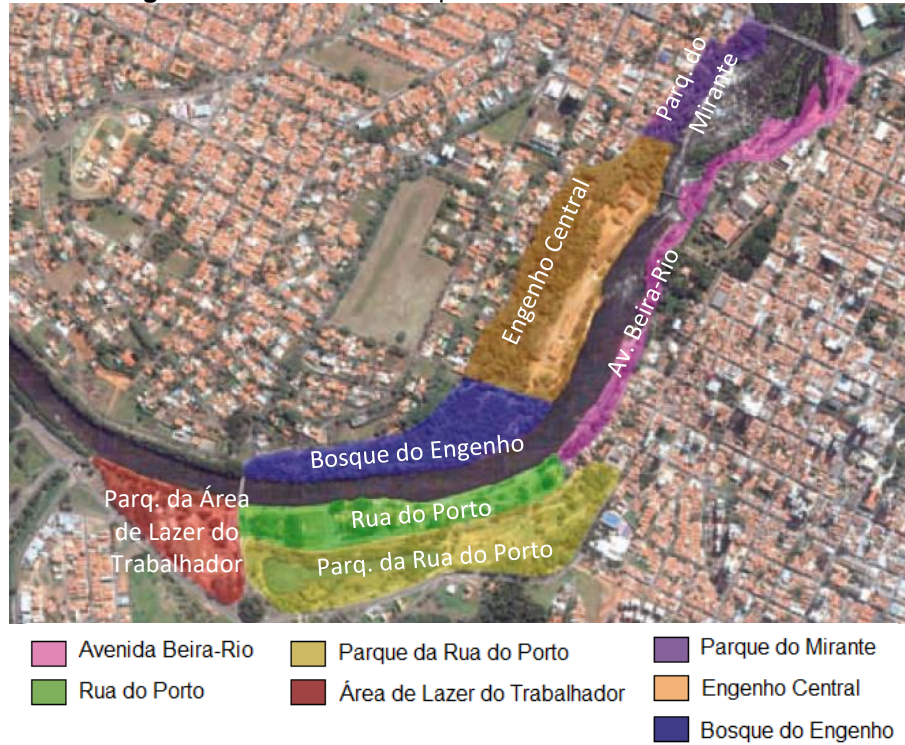 Parq. do
Mirante
Engenho Central
Av. Beira-Rio
Bosque do Engenho
Parq. da Área
de Lazer do
Trabalhador
Rua do Porto
Parq. da Rua do Porto
Avenida Beira-Rio
Parque da Rua do Porto
Parque do Mirante
Rua do Porto
Área de Lazer do Trabalhador
Engenho Central
Bosque do Engenho